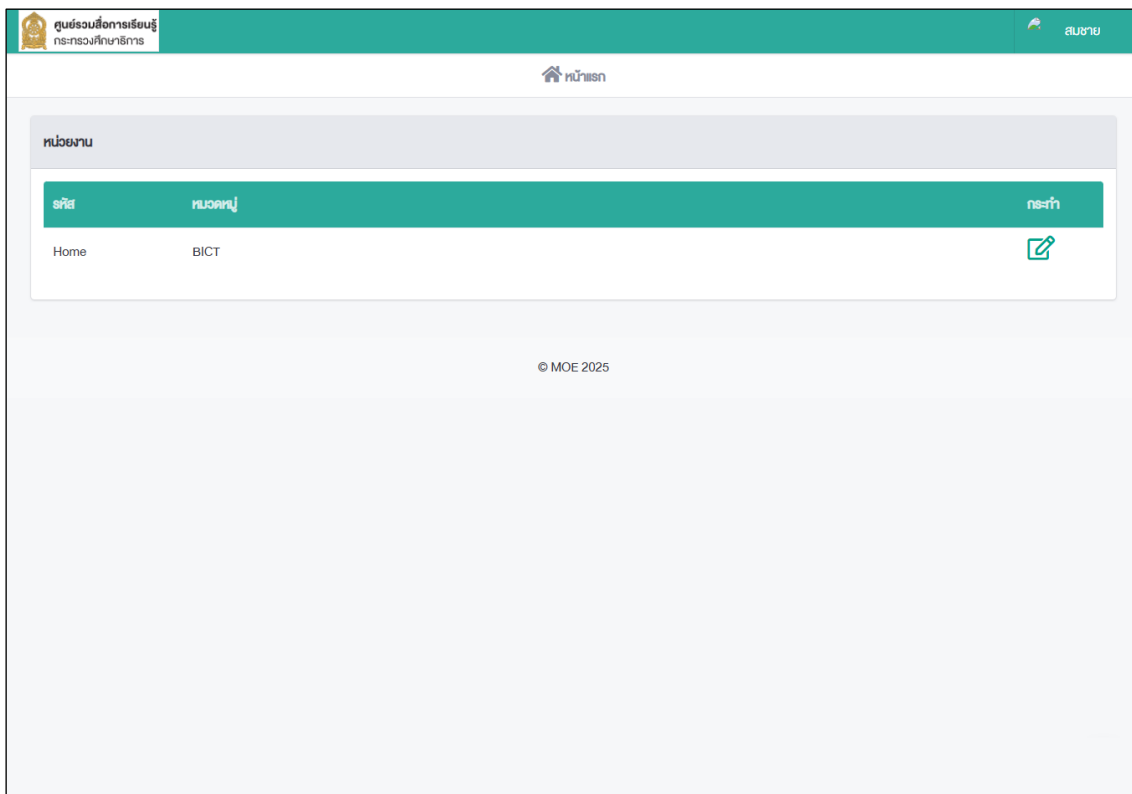 ศูนย์รวมสื่อการเรียนรู้
กระทรวงศึกษาธิการ
สมชาย
หน้าแรก
หน่วยงาน
รหัส หมวดหมู่ กระทำ
Home BICT
© MOE 2025